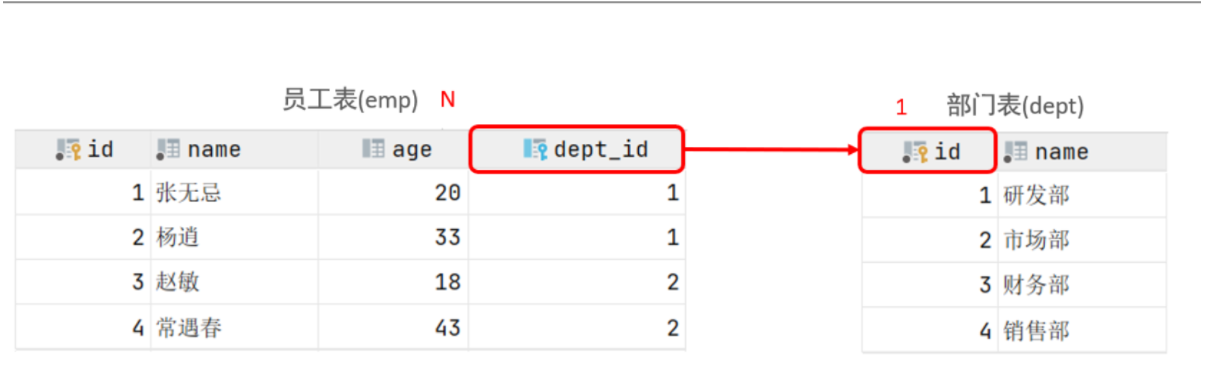 员工表(emp) N
1 部门表(dept)
id name age dept_id
1 张无忌 20 1
2 杨逍 33 1
3 赵敏 18 2
4 常遇春 43 2
id name
1 研发部
2 市场部
3 财务部
4 销售部